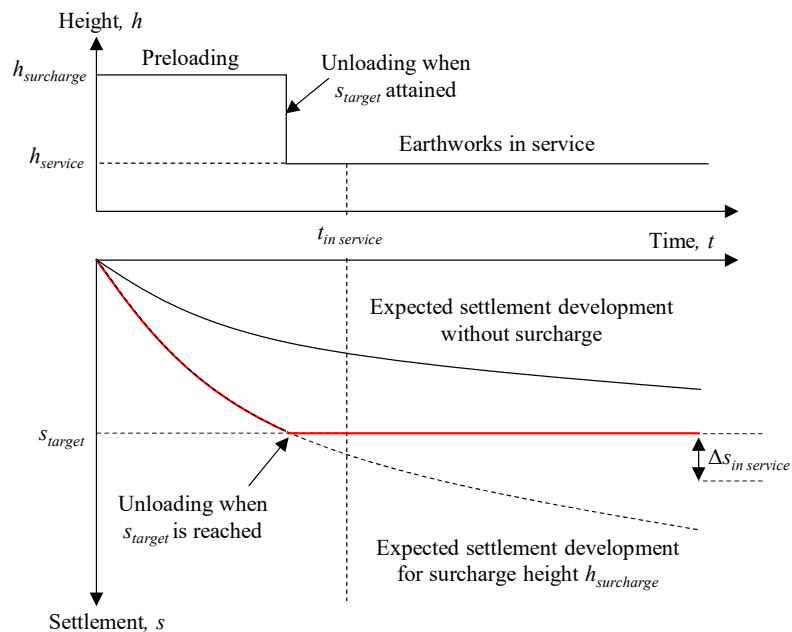 Height, h
Preloading
h_surcharge
Unloading when
s_target attained
h_service
Earthworks in service
t_in service
Time, t
Expected settlement development
without surcharge
s_target
Δs_in service
Unloading when
s_target is reached
Expected settlement development
for surcharge height h_surcharge
Settlement, s